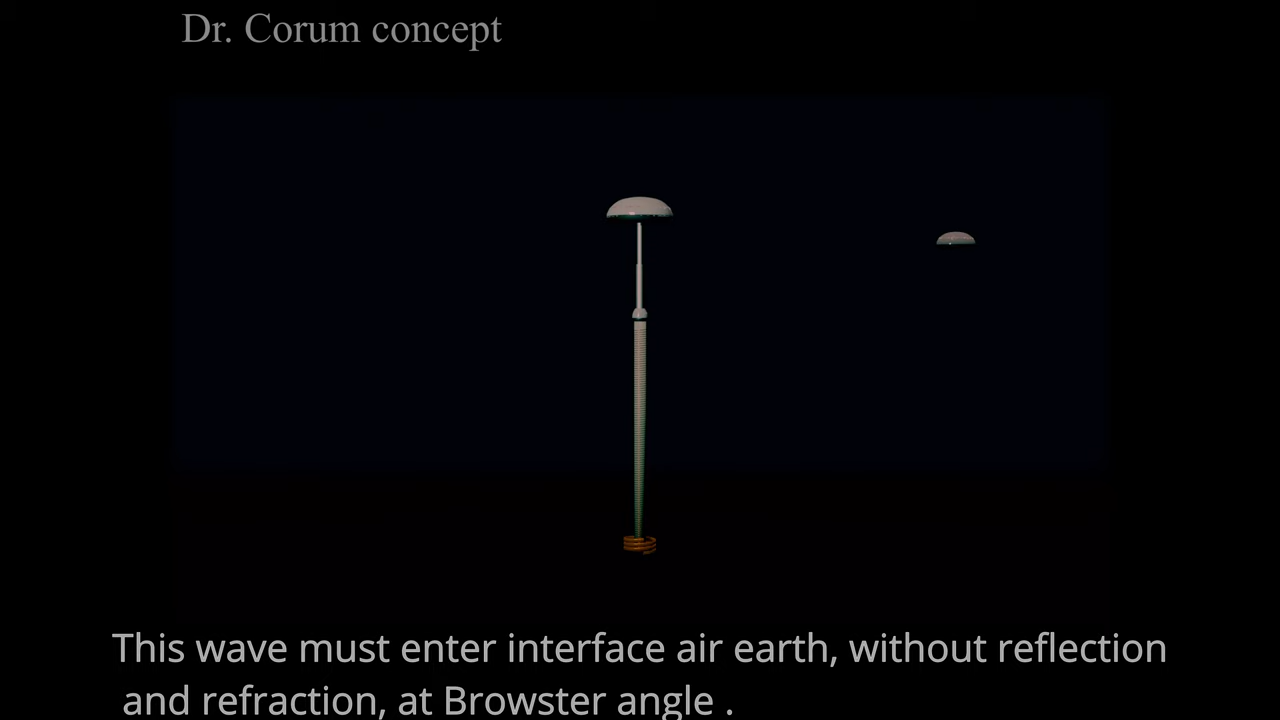 Dr. Corum concept
This wave must enter interface air earth, without reflection
and refraction, at Browster angle .